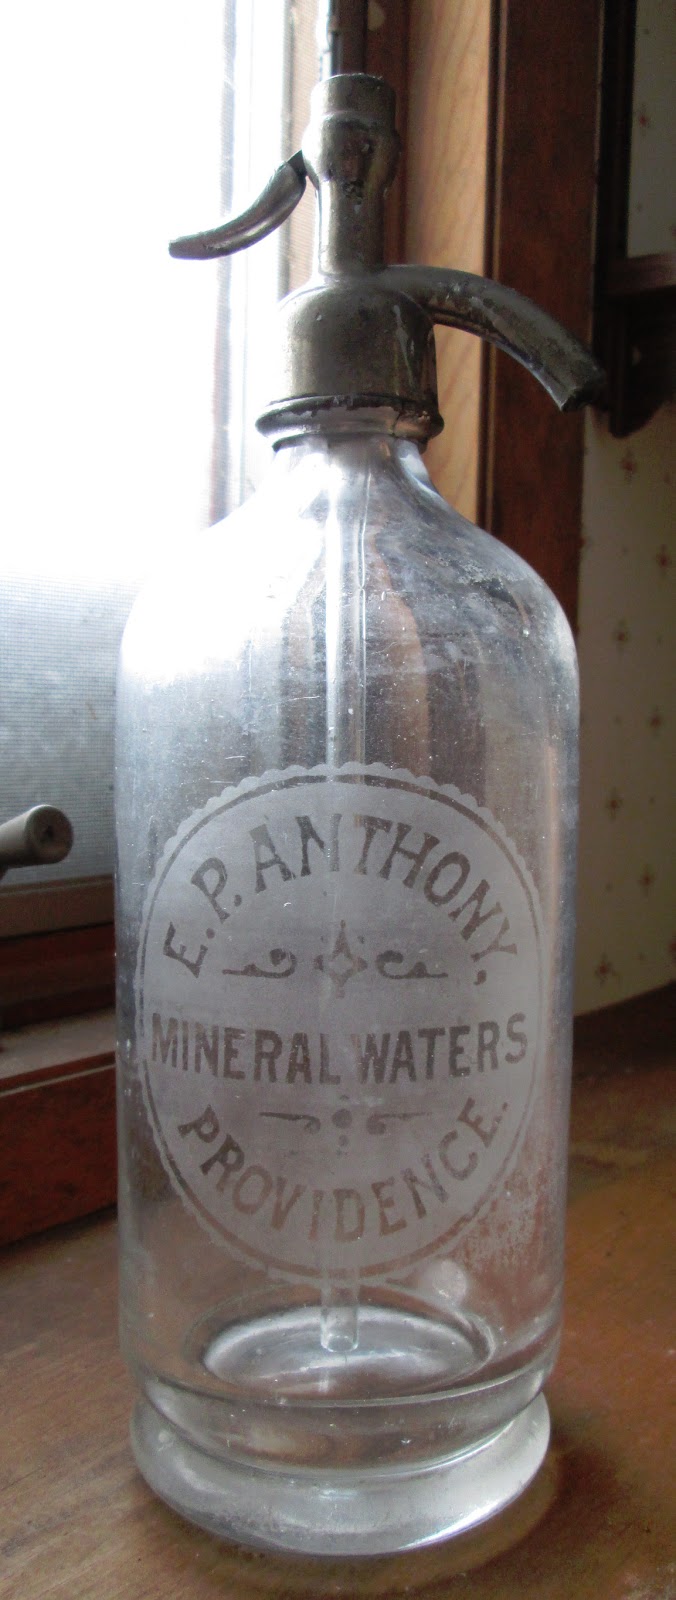 E. P. ANTHONY,
MINERAL WATERS
PROVIDENCE.